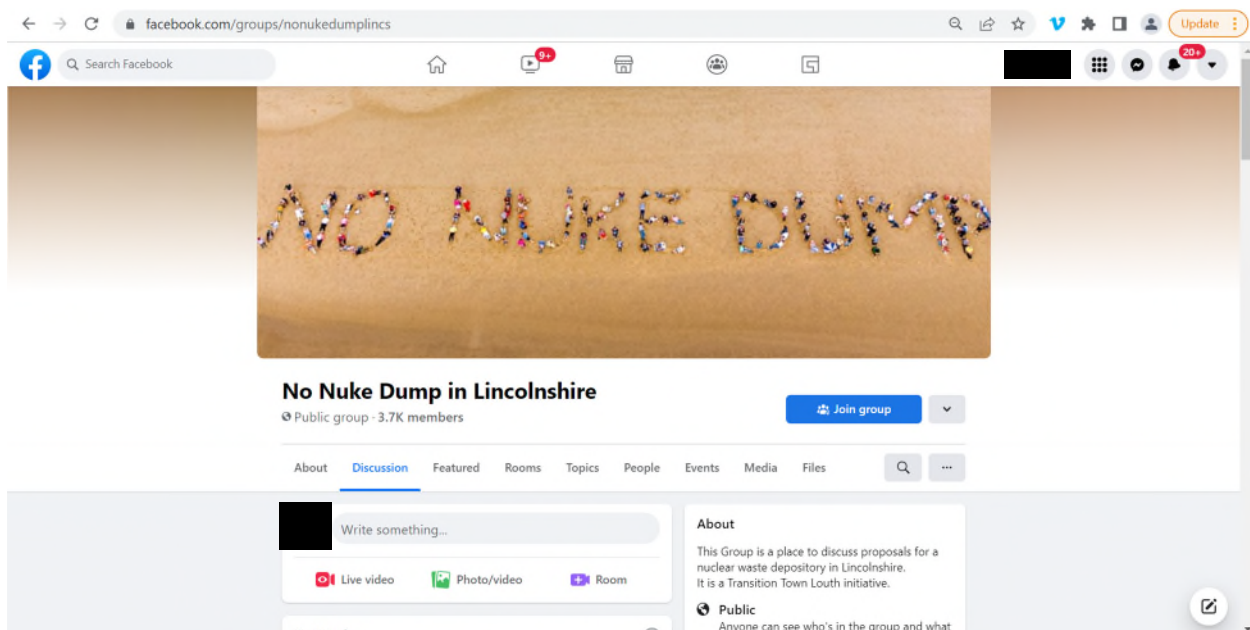 facebook.com/groups/nonukedumplincs
Update
Search Facebook
9+
20+
NO NUKE DUMP
No Nuke Dump in Lincolnshire
Public group · 3.7K members
Join group
About Discussion Featured Rooms Topics People Events Media Files
Write something...
Live video Photo/video Room
About
This Group is a place to discuss proposals for a
nuclear waste depository in Lincolnshire.
It is a Transition Town Louth initiative.
Public
Anyone can see who's in the group and what